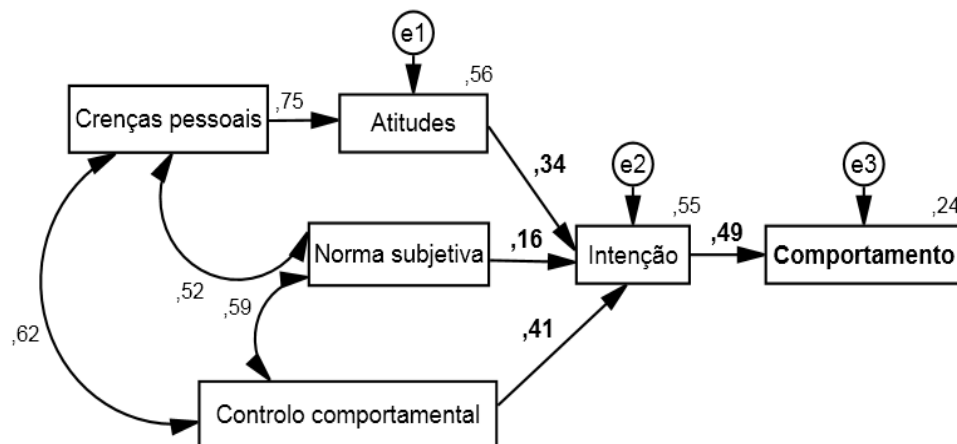 e1
,56
Crenças pessoais
,75
Atitudes
,34
e2
e3
,55
,24
Norma subjetiva
,16
Intenção
,49
Comportamento
,52
,59
,62
,41
Controlo comportamental